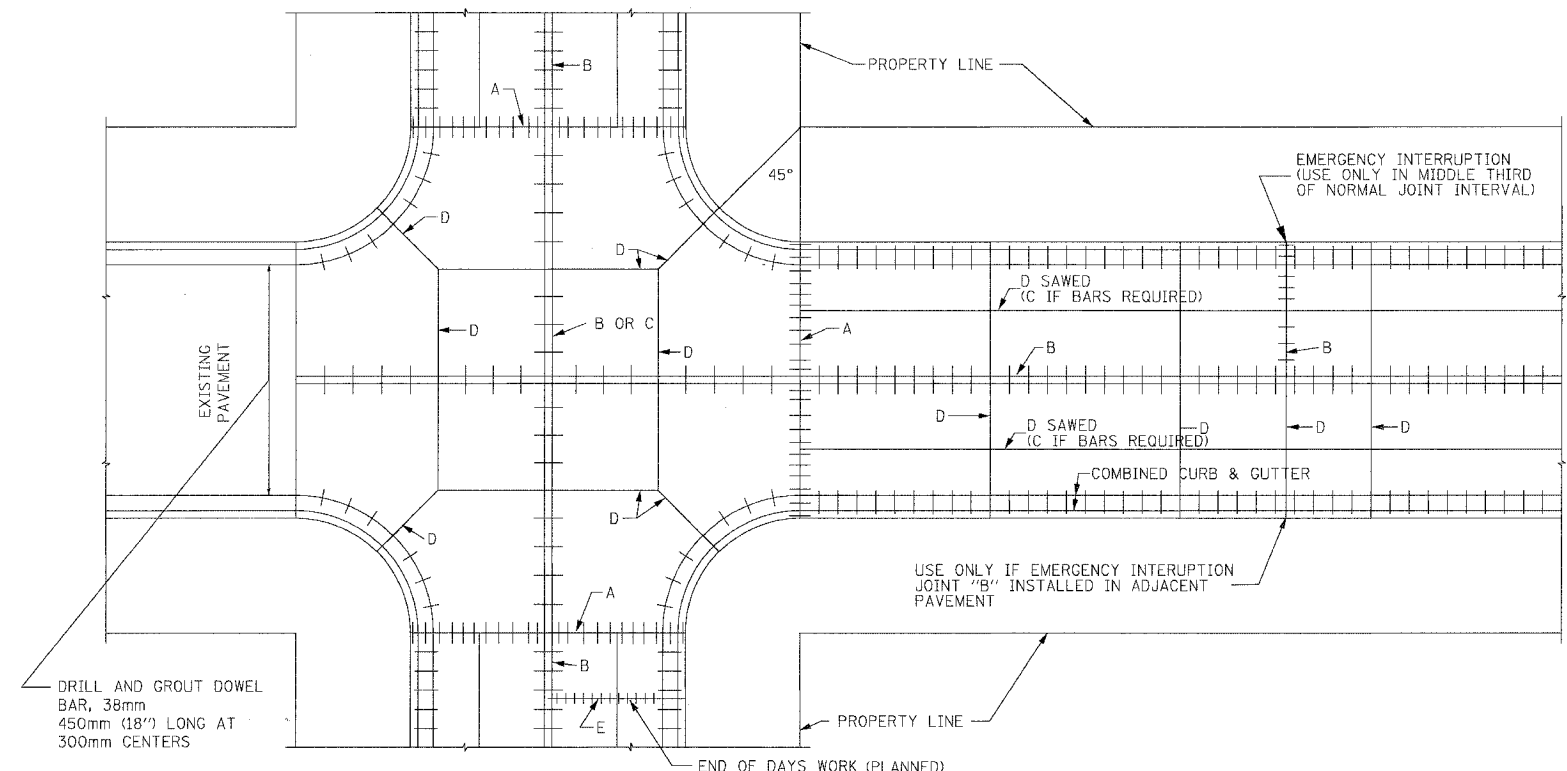 B
PROPERTY LINE
A
EMERGENCY INTERRUPTION
(USE ONLY IN MIDDLE THIRD
OF NORMAL JOINT INTERVAL)
45°
D
D
D SAWED
(C IF BARS REQUIRED)
B OR C
A
D
D
B
B
EXISTING
PAVEMENT
D
D SAWED
(C IF BARS REQUIRED)
D
D
D
COMBINED CURB & GUTTER
D
D
USE ONLY IF EMERGENCY INTERUPTION
JOINT "B" INSTALLED IN ADJACENT
PAVEMENT
A
B
DRILL AND GROUT DOWEL
BAR, 38mm
450mm (18") LONG AT
300mm CENTERS
E
PROPERTY LINE
END OF DAYS WORK (PLANNED)